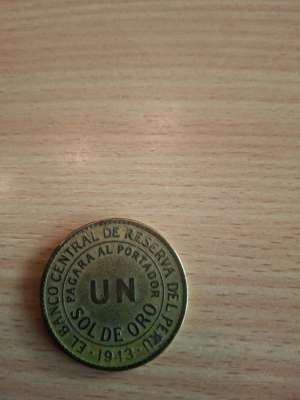 EL BANCO CENTRAL DE RESERVA DEL PERU
PAGARA AL PORTADOR
UN
SOL DE ORO
· 1943 ·